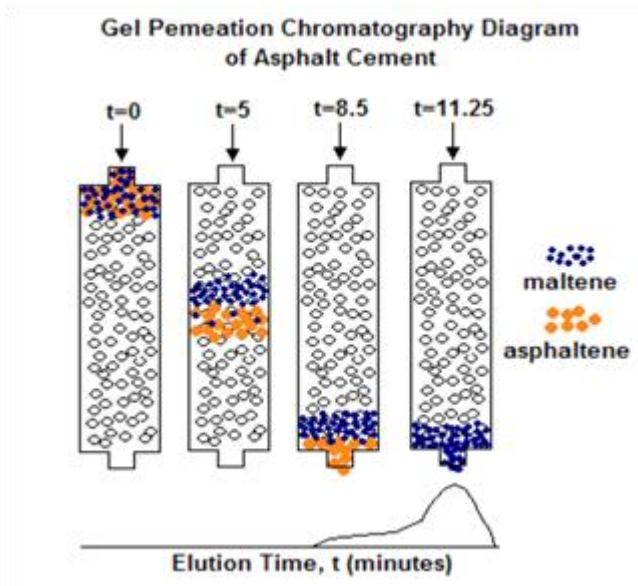 Gel Pemeation Chromatography Diagram
of Asphalt Cement
t=0 t=5 t=8.5 t=11.25
maltene
asphaltene
Elution Time, t (minutes)